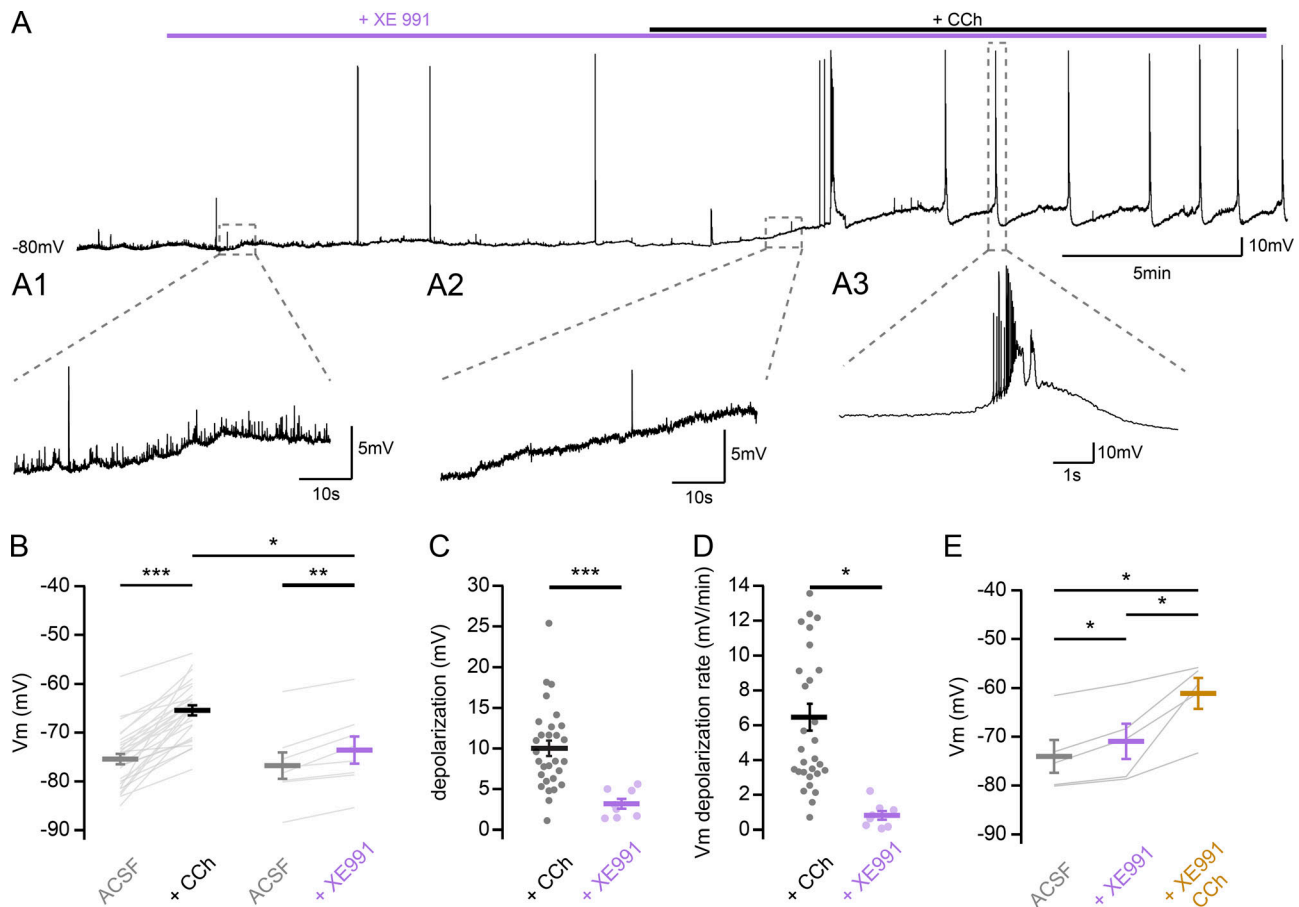 A
+ XE 991
+ CCh
-80mV
10mV
5min
A1
A2
A3
5mV
10s
5mV
10s
10mV
1s
B
C
D
E
*
***
**
Vm (mV)
-40
-50
-60
-70
-80
-90
ACSF
+ CCh
ACSF
+ XE991
***
depolarization (mV)
30
25
20
15
10
5
0
+ CCh
+ XE991
*
Vm depolarization rate (mV/min)
14
12
10
8
6
4
2
0
+ CCh
+ XE991
*
*
*
Vm (mV)
-40
-50
-60
-70
-80
-90
ACSF
+ XE991
+ XE991
CCh